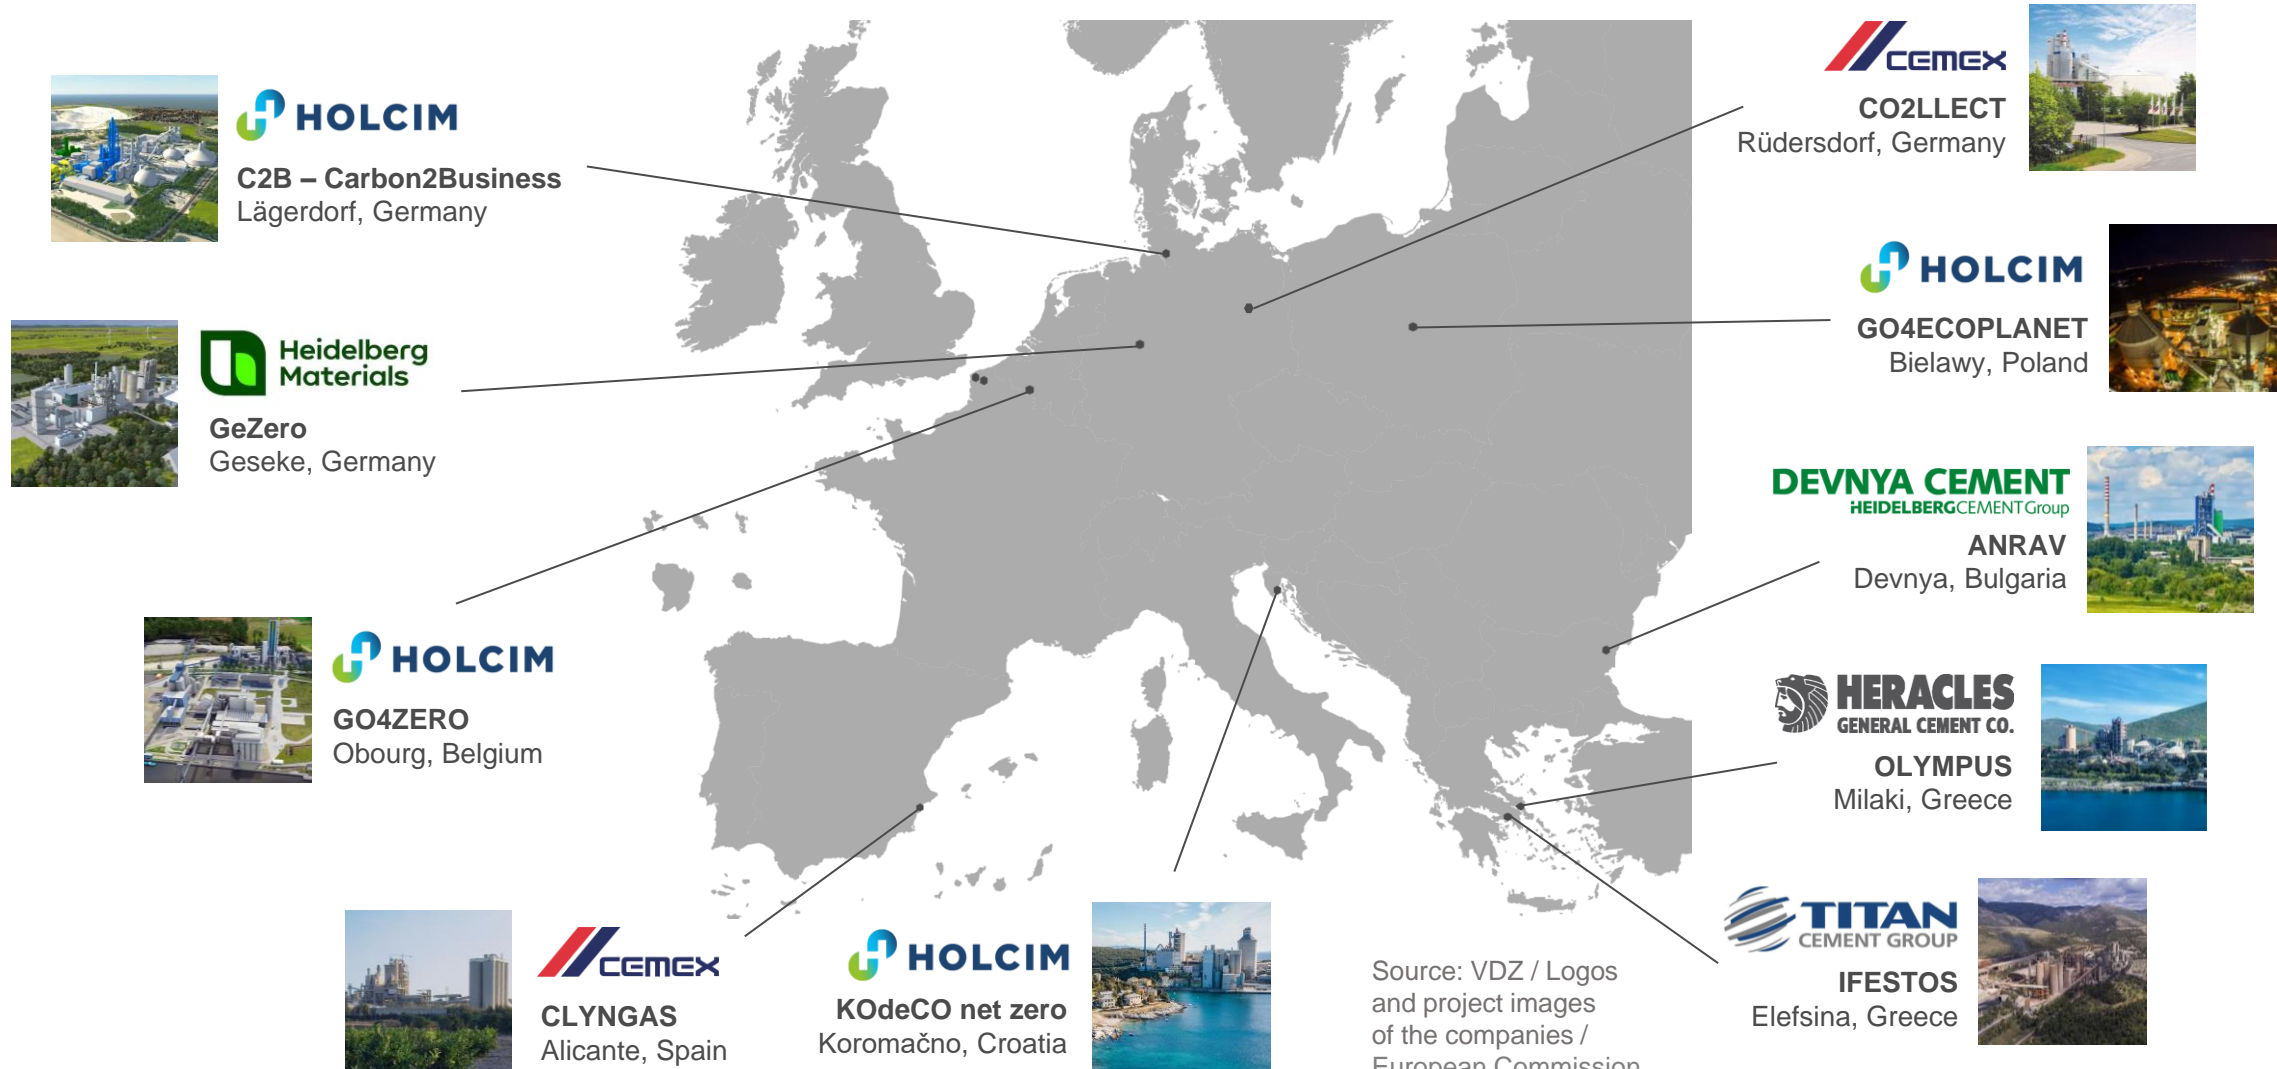 HOLCIM
C2B – Carbon2Business
Lägerdorf, Germany
Heidelberg
Materials
GeZero
Geseke, Germany
HOLCIM
GO4ZERO
Obourg, Belgium
CEMEX
CLYNGAS
Alicante, Spain
HOLCIM
KOdeCO net zero
Koromačno, Croatia
CEMEX
CO2LLECT
Rüdersdorf, Germany
HOLCIM
GO4ECOPLANET
Bielawy, Poland
DEVNYA CEMENT
HEIDELBERGCEMENT Group
ANRAV
Devnya, Bulgaria
HERACLES
GENERAL CEMENT CO.
OLYMPUS
Milaki, Greece
TITAN
CEMENT GROUP
IFESTOS
Elefsina, Greece
Source: VDZ / Logos
and project images
of the companies /
European Commission